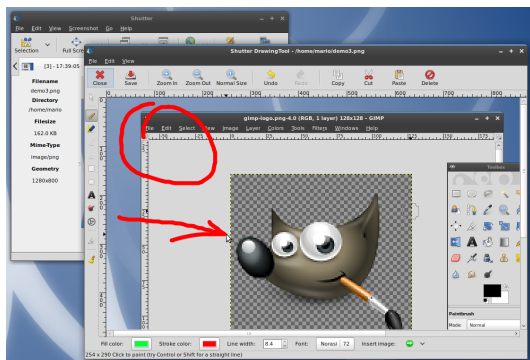 Shutter
File Edit View Screenshot Go Help
Selection Full Scre
[3] - 17:39:05
Filename
demo3.png
Directory
/home/mario
Filesize
162.0 KB
Mime-Type
image/png
Geometry
1280x800
Shutter DrawingTool - /home/mario/demo3.png
File Edit View
Close Save Zoom In Zoom Out Normal Size Undo Redo Copy Cut Paste Delete
gimp-logo.png-4.0 (RGB, 1 layer) 128x128 – GIMP
File Edit Select View Image Layer Colors Tools Filters Windows Help
Toolbox
Paintbrush
Mode: Normal
Fill color: Stroke color: Line width: 8.4 Font: Norasi 72 Insert image:
254 x 290 Click to paint (try Control or Shift for a straight line)